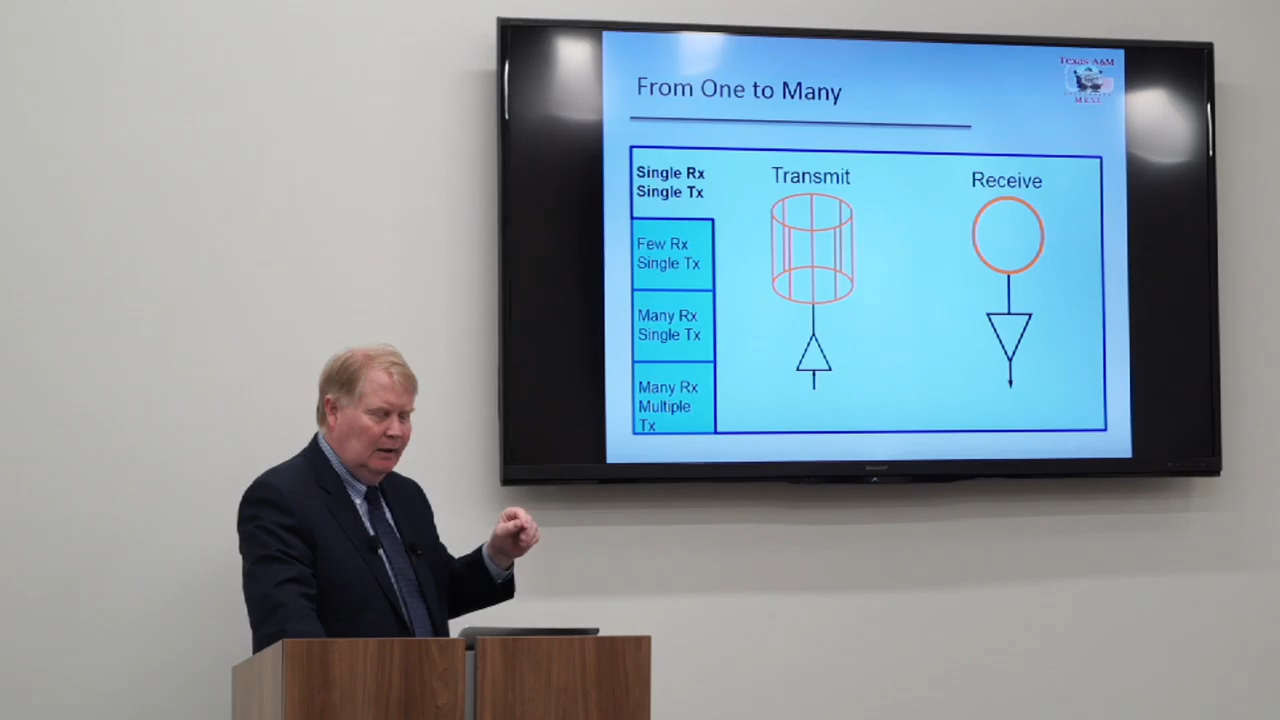 From One to Many
Texas A&M
M R S L
Single Rx
Single Tx
Transmit
Receive
Few Rx
Single Tx
Many Rx
Single Tx
Many Rx
Multiple
Tx
SHARP